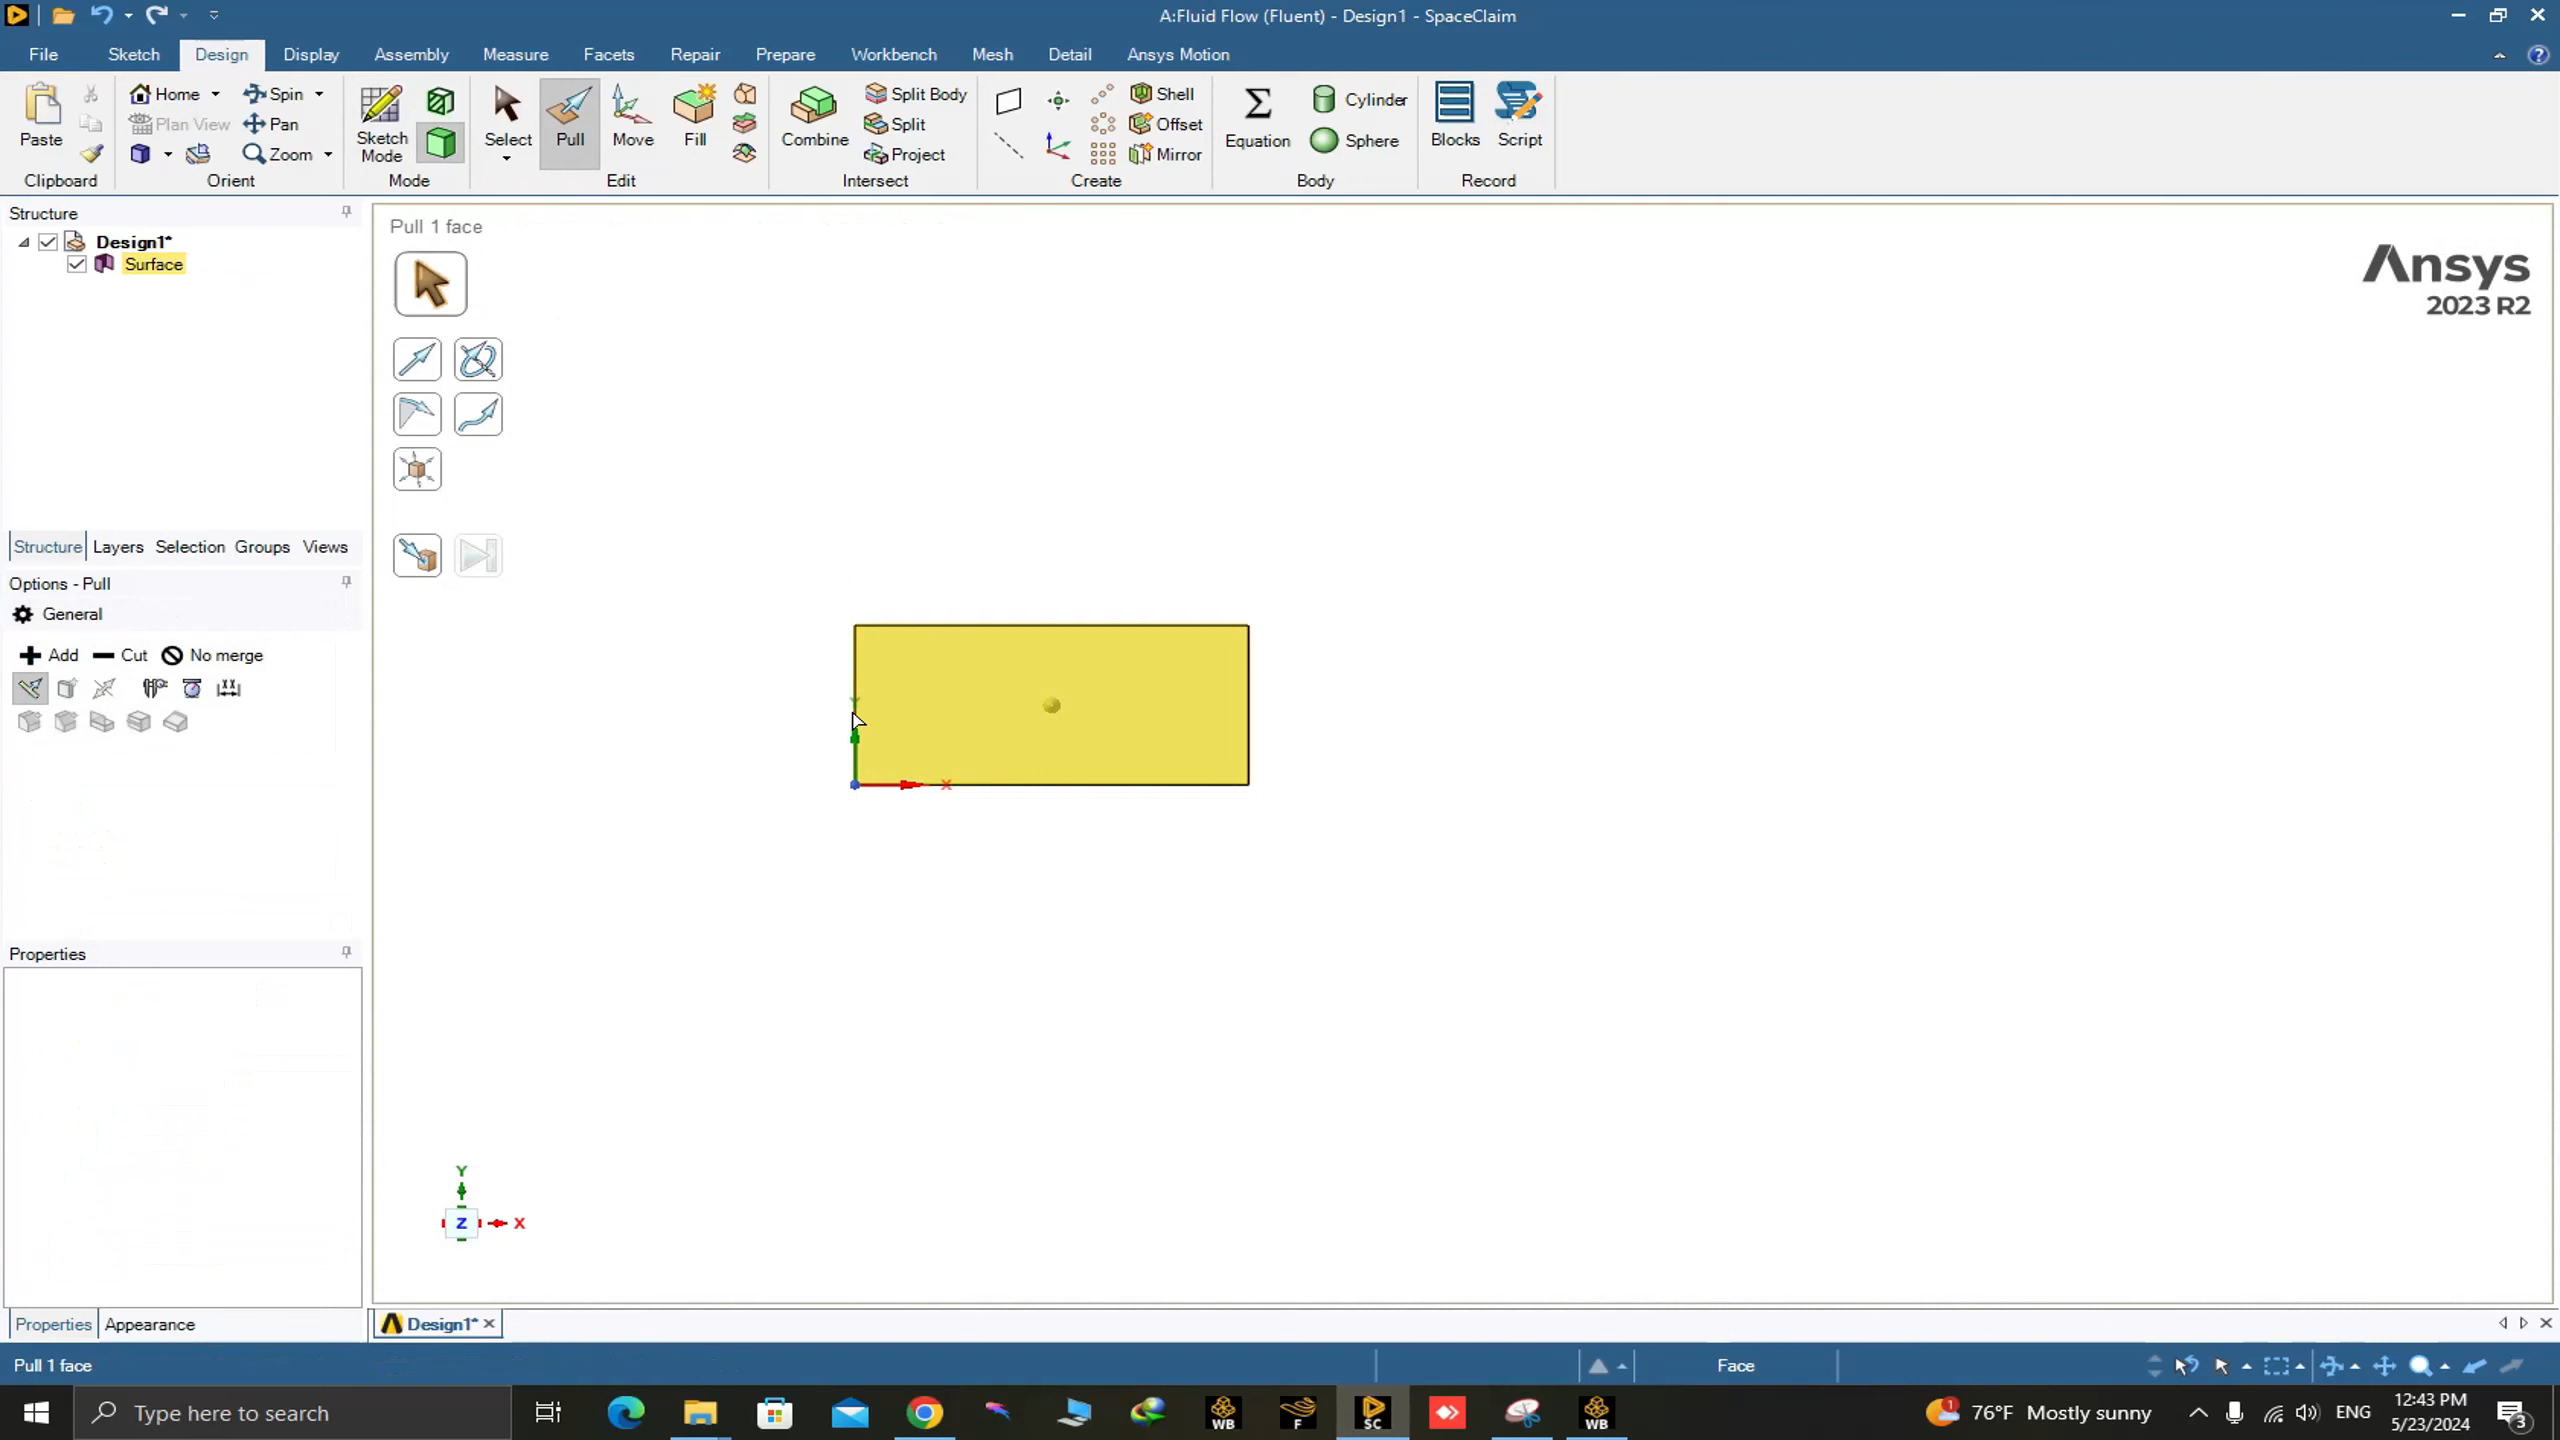 A:Fluid Flow (Fluent) - Design1 - SpaceClaim
File Sketch Design Display Assembly Measure Facets Repair Prepare Workbench Mesh Detail Ansys Motion
Paste
Clipboard
Home Spin
Plan View Pan
Zoom
Orient
Sketch Mode
Mode
Select Pull Move Fill
Edit
Combine
Split Body
Split
Project
Intersect
Shell
Offset
Mirror
Create
Equation
Cylinder
Sphere
Body
Blocks Script
Record
Structure
Design1*
Surface
Structure Layers Selection Groups Views
Options - Pull
General
Add Cut No merge
Properties
Properties Appearance
Pull 1 face
Ansys
2023 R2
Y
X
Y
Z X
Design1*
Pull 1 face
Face
Type here to search
WB F SC WB
1
76°F Mostly sunny
ENG
12:43 PM
5/23/2024
3